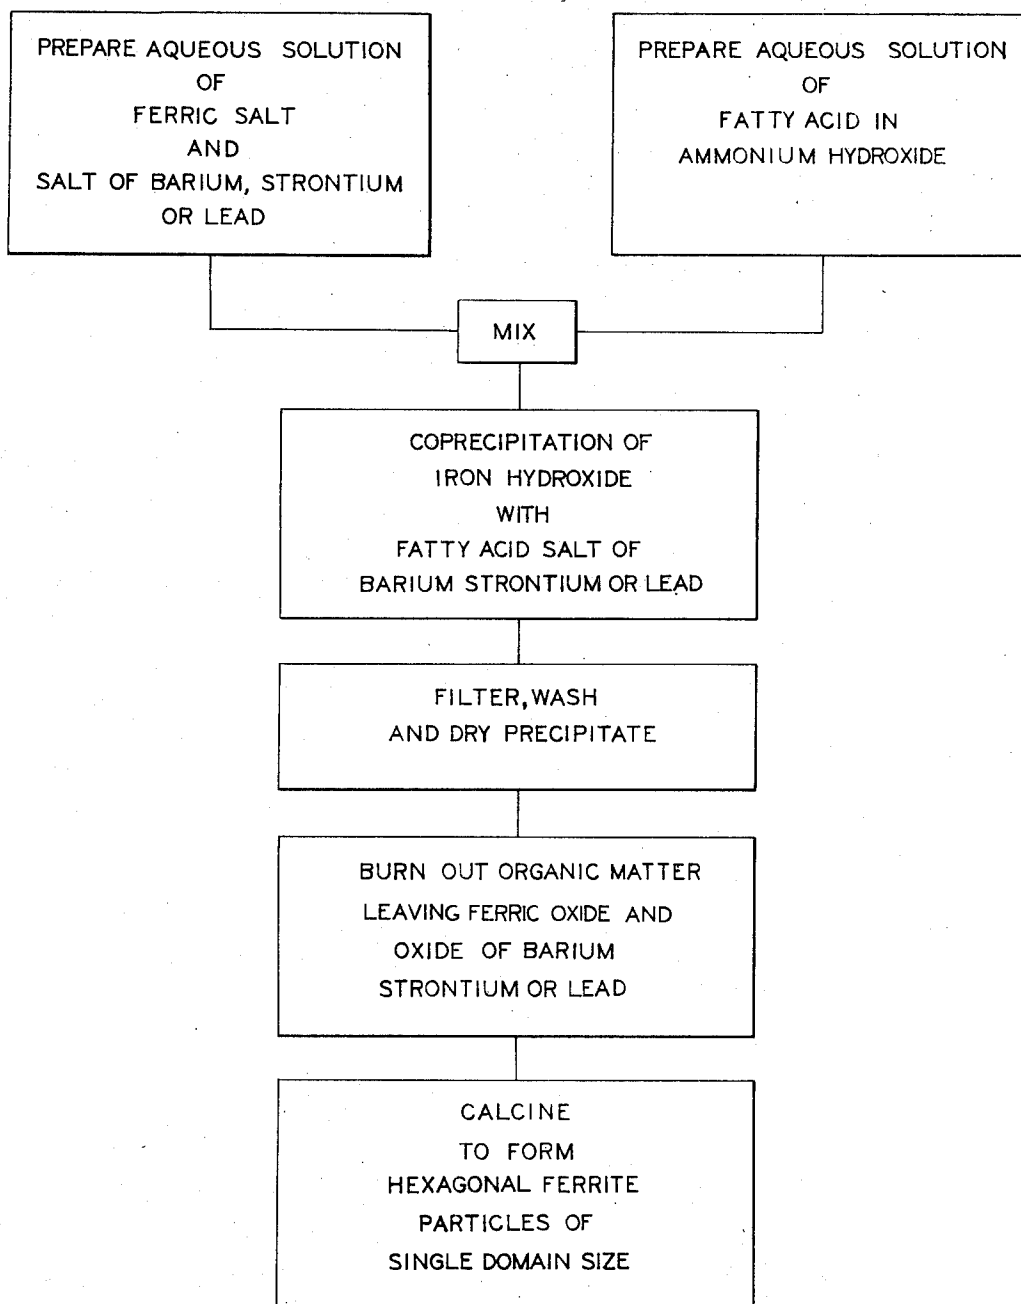 PREPARE AQUEOUS SOLUTION
OF
FERRIC SALT
AND
SALT OF BARIUM, STRONTIUM
OR LEAD
PREPARE AQUEOUS SOLUTION
OF
FATTY ACID IN
AMMONIUM HYDROXIDE
MIX
COPRECIPITATION OF
IRON HYDROXIDE
WITH
FATTY ACID SALT OF
BARIUM STRONTIUM OR LEAD
FILTER, WASH
AND DRY PRECIPITATE
BURN OUT ORGANIC MATTER
LEAVING FERRIC OXIDE AND
OXIDE OF BARIUM
STRONTIUM OR LEAD
CALCINE
TO FORM
HEXAGONAL FERRITE
PARTICLES OF
SINGLE DOMAIN SIZE